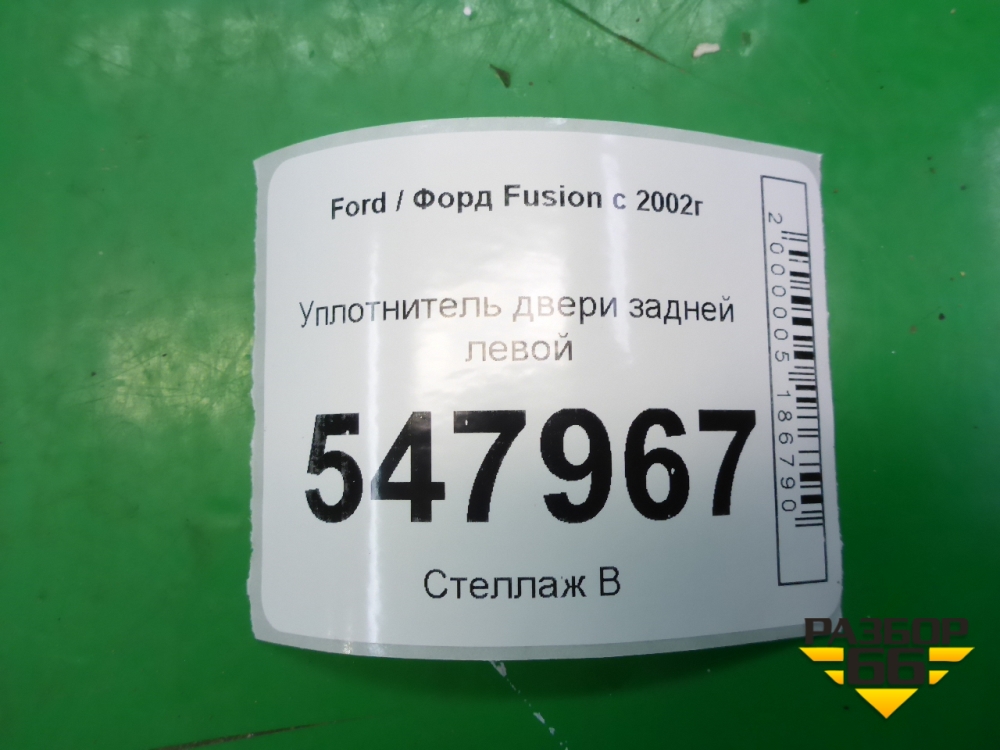 Ford / Форд Fusion с 2002г
Уплотнитель двери задней
левой
547967
Стеллаж В
2000005186790
РАЗБОР
66